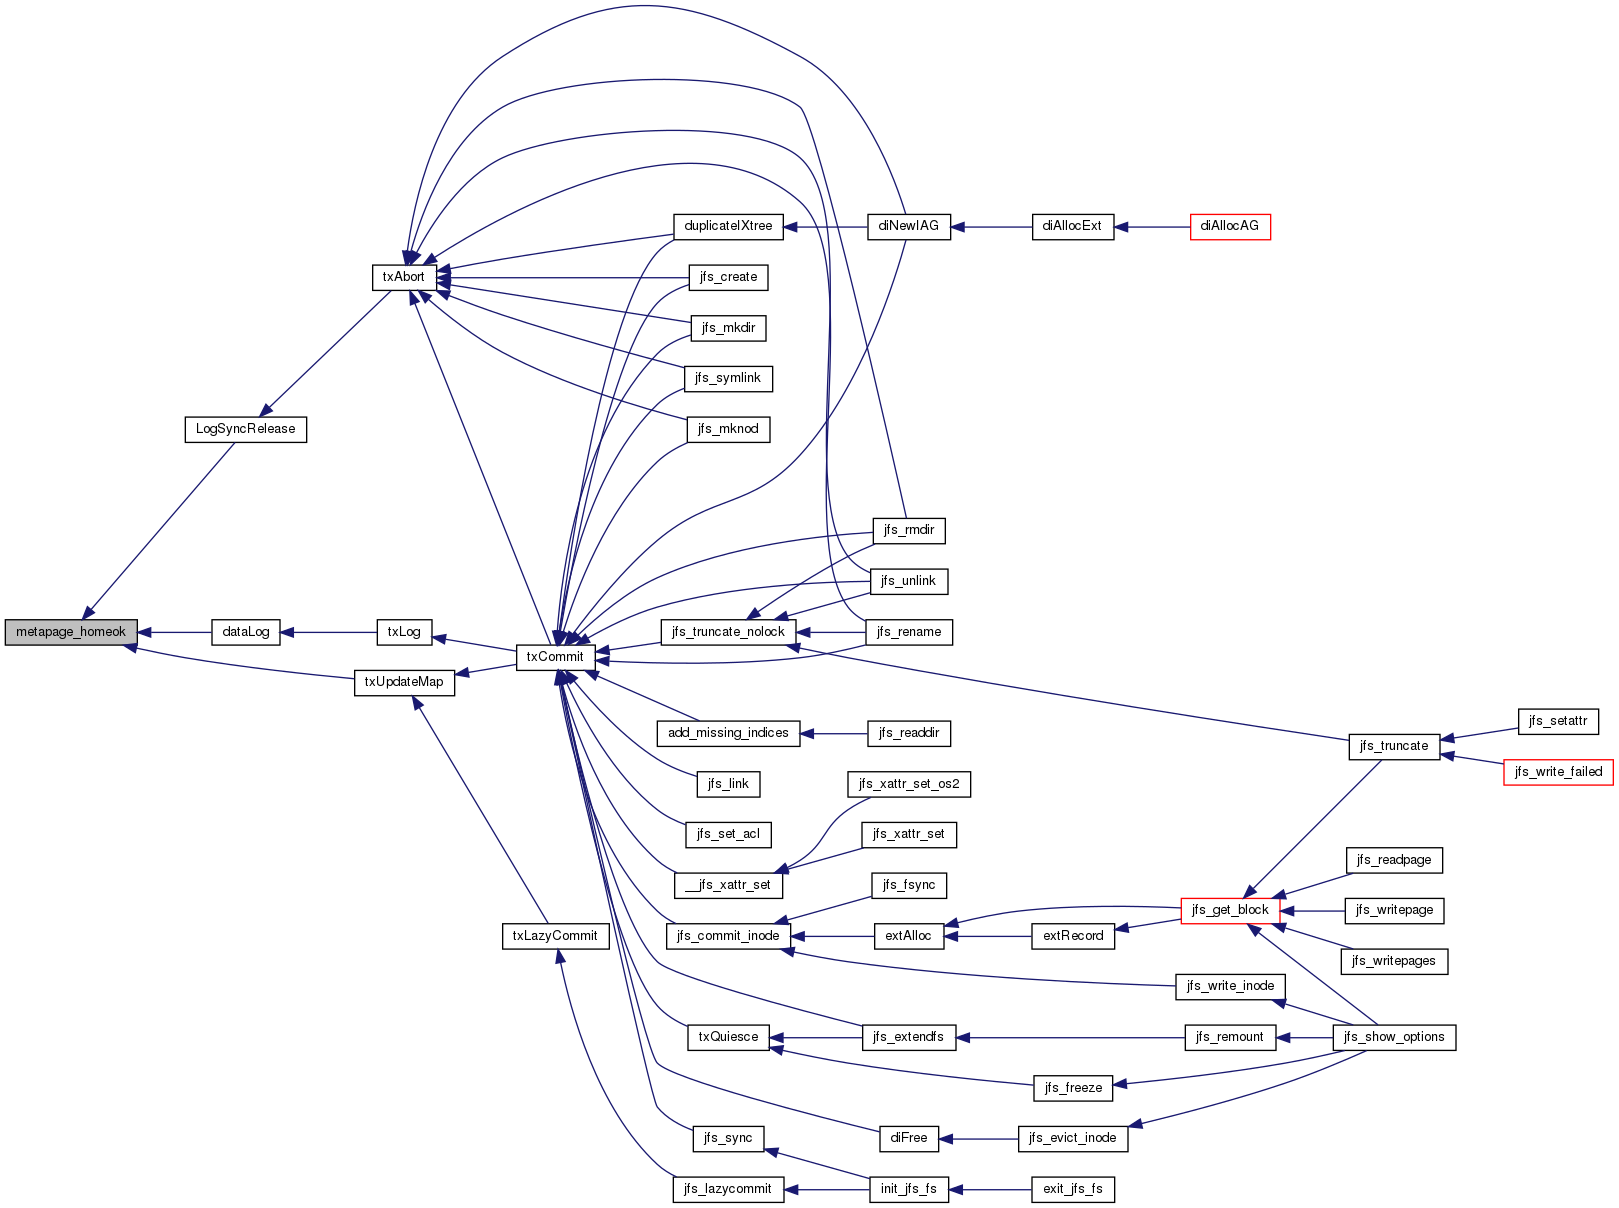 duplicateIXtree
diNewIAG
diAllocExt
diAllocAG
txAbort
jfs_create
jfs_mkdir
jfs_symlink
LogSyncRelease
jfs_mknod
jfs_rmdir
jfs_unlink
metapage_homeok
dataLog
txLog
jfs_truncate_nolock
jfs_rename
txCommit
txUpdateMap
jfs_setattr
add_missing_indices
jfs_readdir
jfs_truncate
jfs_write_failed
jfs_link
jfs_xattr_set_os2
jfs_set_acl
jfs_xattr_set
jfs_readpage
__jfs_xattr_set
jfs_fsync
jfs_get_block
jfs_writepage
txLazyCommit
jfs_commit_inode
extAlloc
extRecord
jfs_writepages
jfs_write_inode
txQuiesce
jfs_extendfs
jfs_remount
jfs_show_options
jfs_freeze
jfs_sync
diFree
jfs_evict_inode
jfs_lazycommit
init_jfs_fs
exit_jfs_fs